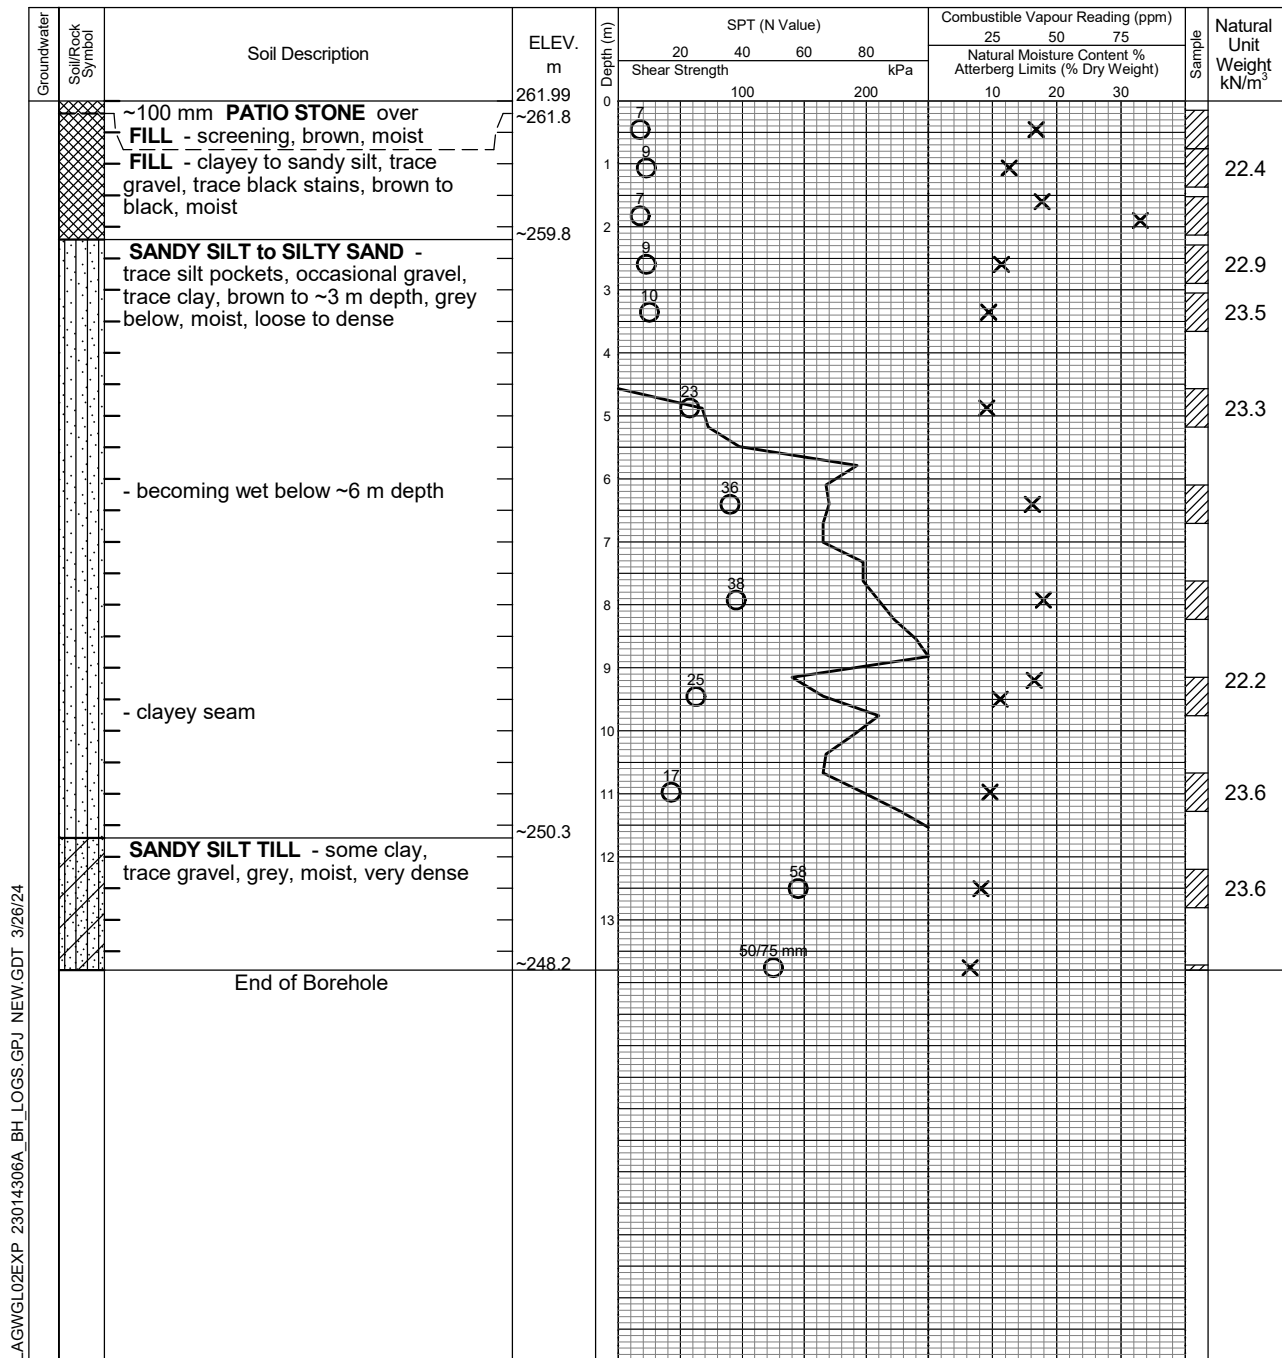 Groundwater
Soil/Rock
Symbol
Soil Description
ELEV.
m
Depth (m)
SPT (N Value)
20 40 60 80
Shear Strength kPa
100 200
Combustible Vapour Reading (ppm)
25 50 75
Natural Moisture Content %
Atterberg Limits (% Dry Weight)
10 20 30
Sample
Natural
Unit
Weight
kN/m³
261.99
~100 mm PATIO STONE over
~261.8
FILL - screening, brown, moist
FILL - clayey to sandy silt, trace
gravel, trace black stains, brown to
black, moist
~259.8
SANDY SILT to SILTY SAND -
trace silt pockets, occasional gravel,
trace clay, brown to ~3 m depth, grey
below, moist, loose to dense
- becoming wet below ~6 m depth
- clayey seam
~250.3
SANDY SILT TILL - some clay,
trace gravel, grey, moist, very dense
~248.2
End of Borehole
0
1
2
3
4
5
6
7
8
9
10
11
12
13
7
9
7
9
10
23
36
38
25
17
58
50/75 mm
22.4
22.9
23.5
23.3
22.2
23.6
23.6
_AGWGL02EXP 23014306A_BH_LOGS.GPJ NEW.GDT 3/26/24